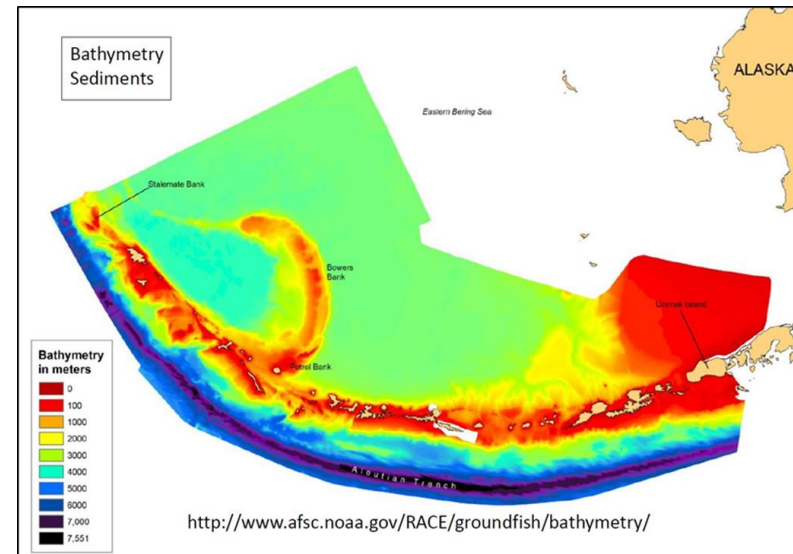 Bathymetry
Sediments
ALASKA
Eastern Bering Sea
Stalemate Bank
Bowers
Bank
Unimak Island
Petrol Bank
Bathymetry
in meters
0
100
1000
2000
3000
4000
5000
6000
7,000
7,551
Aleutian Trench
http://www.afsc.noaa.gov/RACE/groundfish/bathymetry/